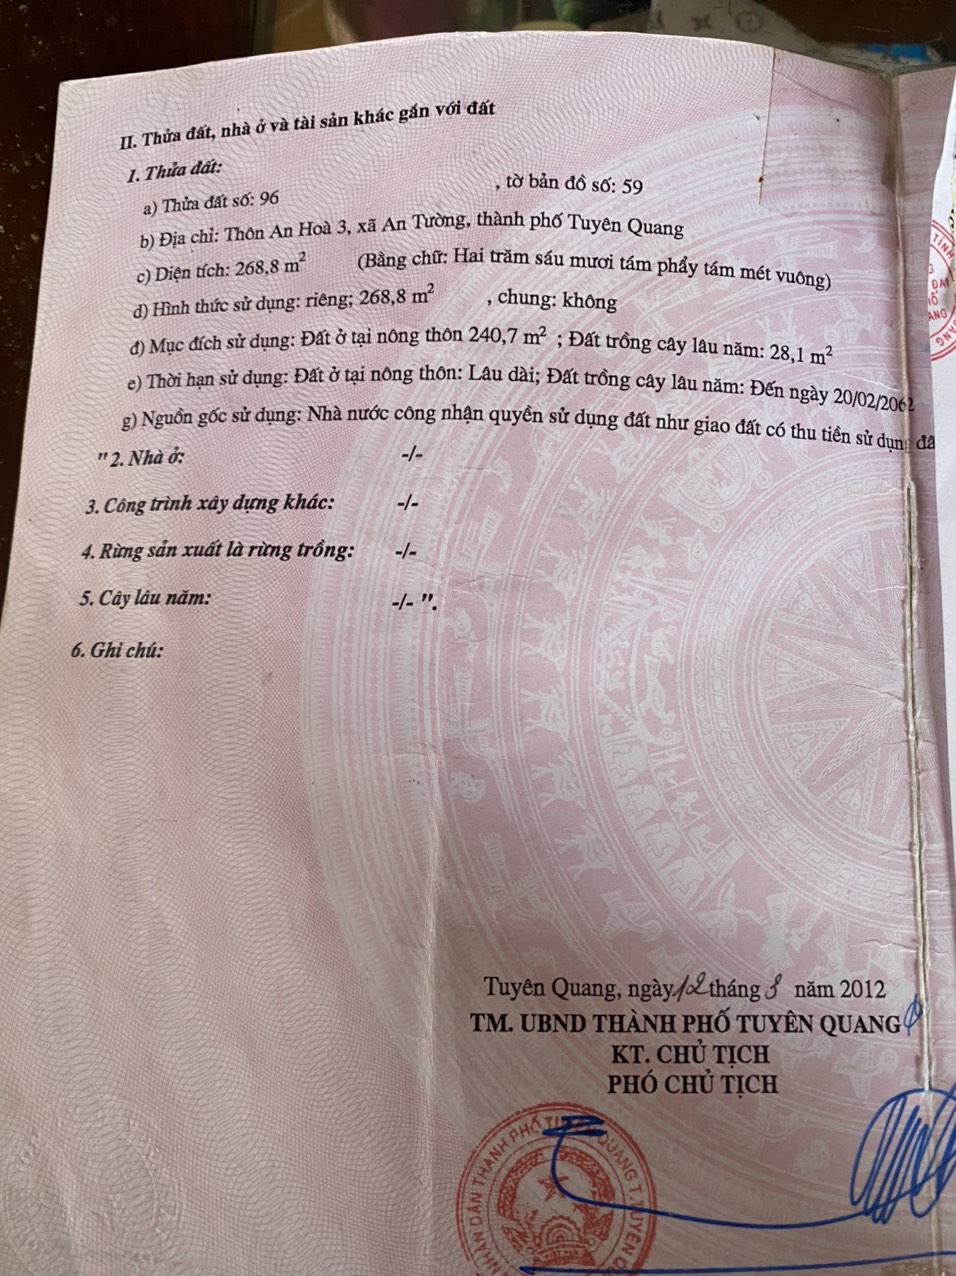 II. Thửa đất, nhà ở và tài sản khác gắn với đất
1. Thửa đất:
a) Thửa đất số: 96 , tờ bản đồ số: 59
b) Địa chỉ: Thôn An Hoà 3, xã An Tường, thành phố Tuyên Quang
c) Diện tích: 268,8 m² (Bằng chữ: Hai trăm sáu mươi tám phẩy tám mét vuông)
d) Hình thức sử dụng: riêng; 268,8 m² , chung: không
đ) Mục đích sử dụng: Đất ở tại nông thôn 240,7 m² ; Đất trồng cây lâu năm: 28,1 m²
e) Thời hạn sử dụng: Đất ở tại nông thôn: Lâu dài; Đất trồng cây lâu năm: Đến ngày 20/02/2062
g) Nguồn gốc sử dụng: Nhà nước công nhận quyền sử dụng đất như giao đất có thu tiền sử dụng đấ
" 2. Nhà ở: -/-
3. Công trình xây dựng khác: -/-
4. Rừng sản xuất là rừng trồng: -/-
5. Cây lâu năm: -/- ".
6. Ghi chú:
Tuyên Quang, ngày 12 tháng 3 năm 2012
TM. UBND THÀNH PHỐ TUYÊN QUANG
KT. CHỦ TỊCH
PHÓ CHỦ TỊCH
NHÂN DÂN THÀNH PHỐ QUANG T. TUYÊN